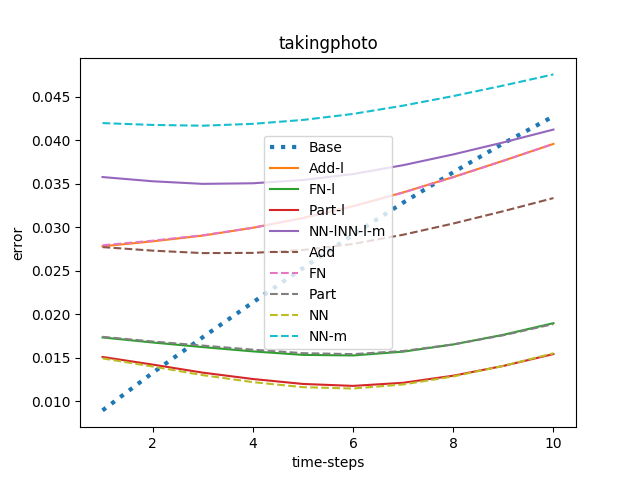 takingphoto
error
0.045
0.040
0.035
0.030
0.025
0.020
0.015
0.010
Base
Add-l
FN-l
Part-l
NN-lNN-l-m
Add
FN
Part
NN
NN-m
2 4 6 8 10
time-steps